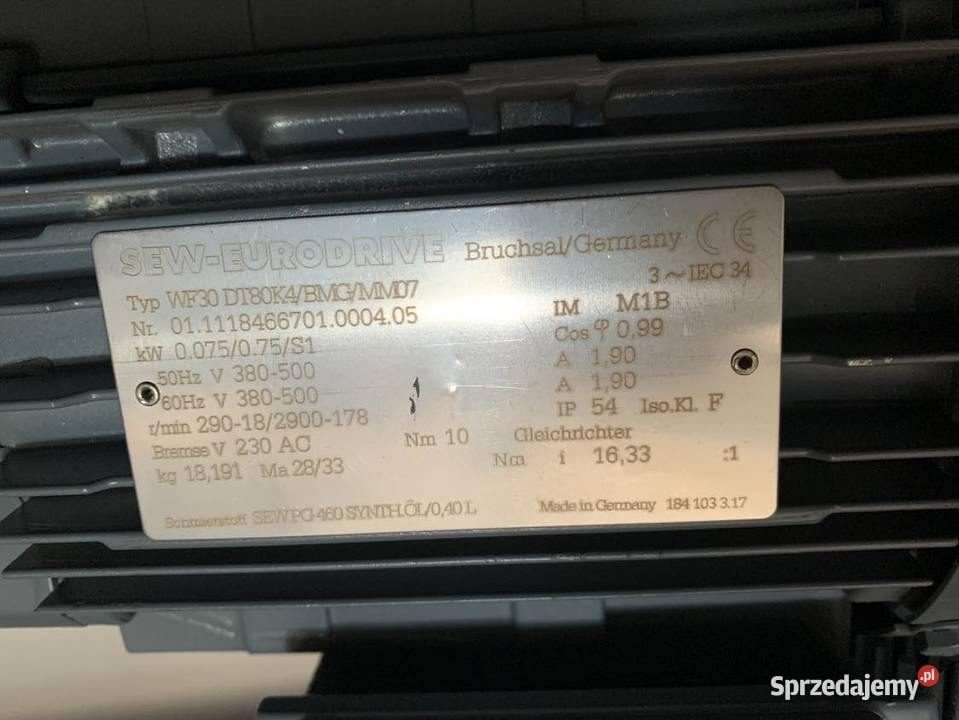 SEW-EURODRIVE Bruchsal/Germany CE
3 ~ IEC 34
Typ WF30 DT80K4/BMG/MM07
IM M1B
Nr. 01.1118466701.0004.05
Cos φ 0,99
kW 0.075/0.75/S1
A 1,90
50Hz V 380-500
A 1,90
60Hz V 380-500
IP 54 Iso.Kl. F
r/min 290-18/2900-178
Bremse V 230 AC Nm 10 Gleichrichter
kg 18,191 Ma 28/33 Nm i 16,33 :1
Schmierstoff SEW PG 460 SYNTH.ÖL/0,40 L
Made in Germany 184 103 3.17
Sprzedajemy.pl